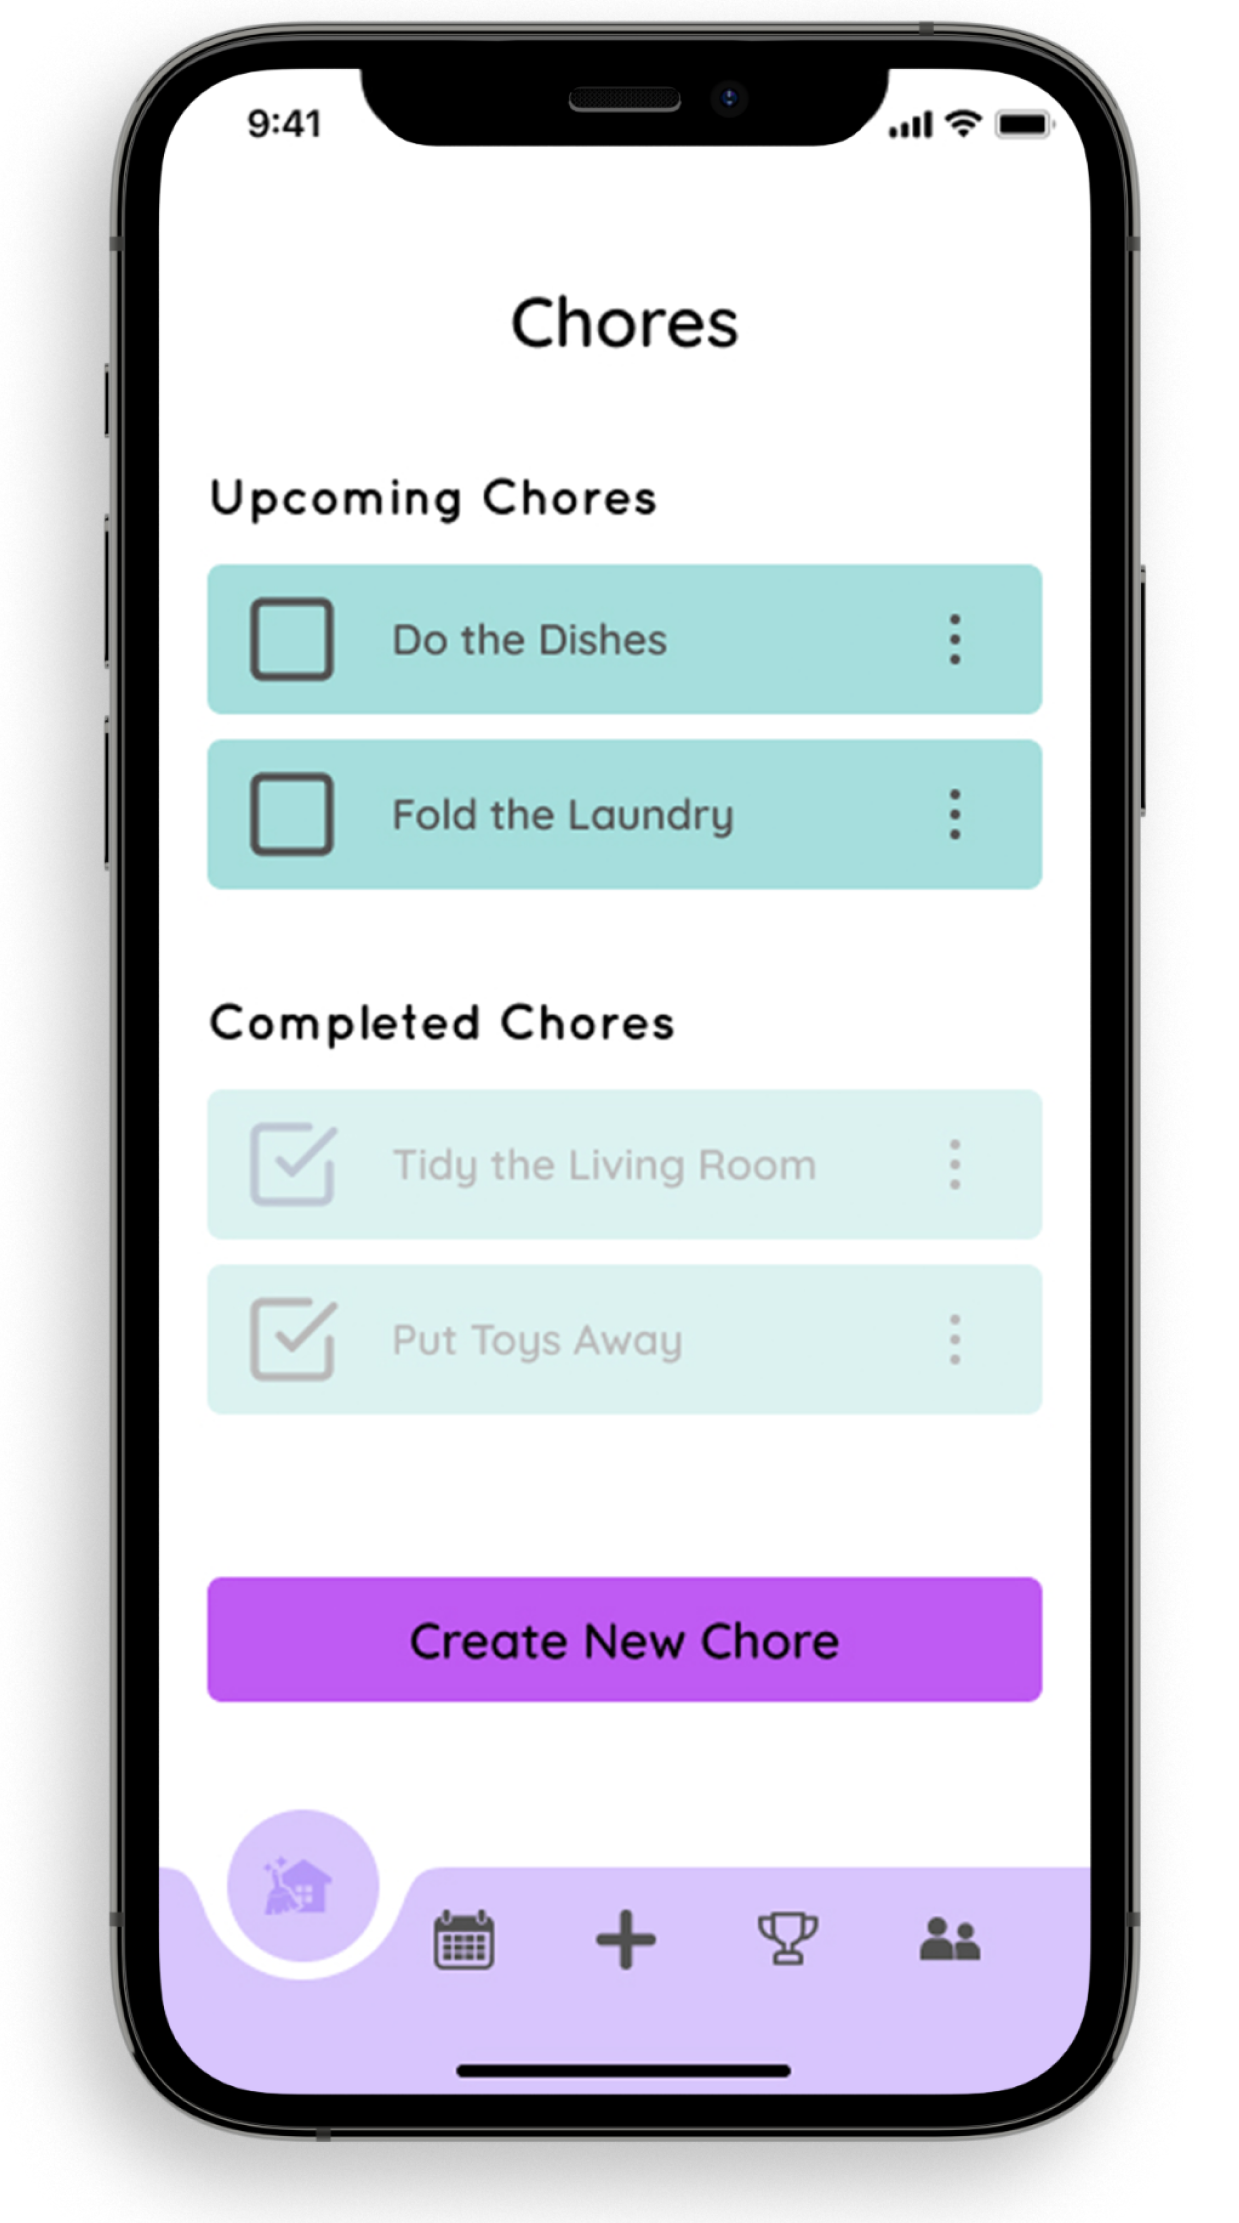 9:41
Chores
Upcoming Chores
Do the Dishes
Fold the Laundry
Completed Chores
Tidy the Living Room
Put Toys Away
Create New Chore